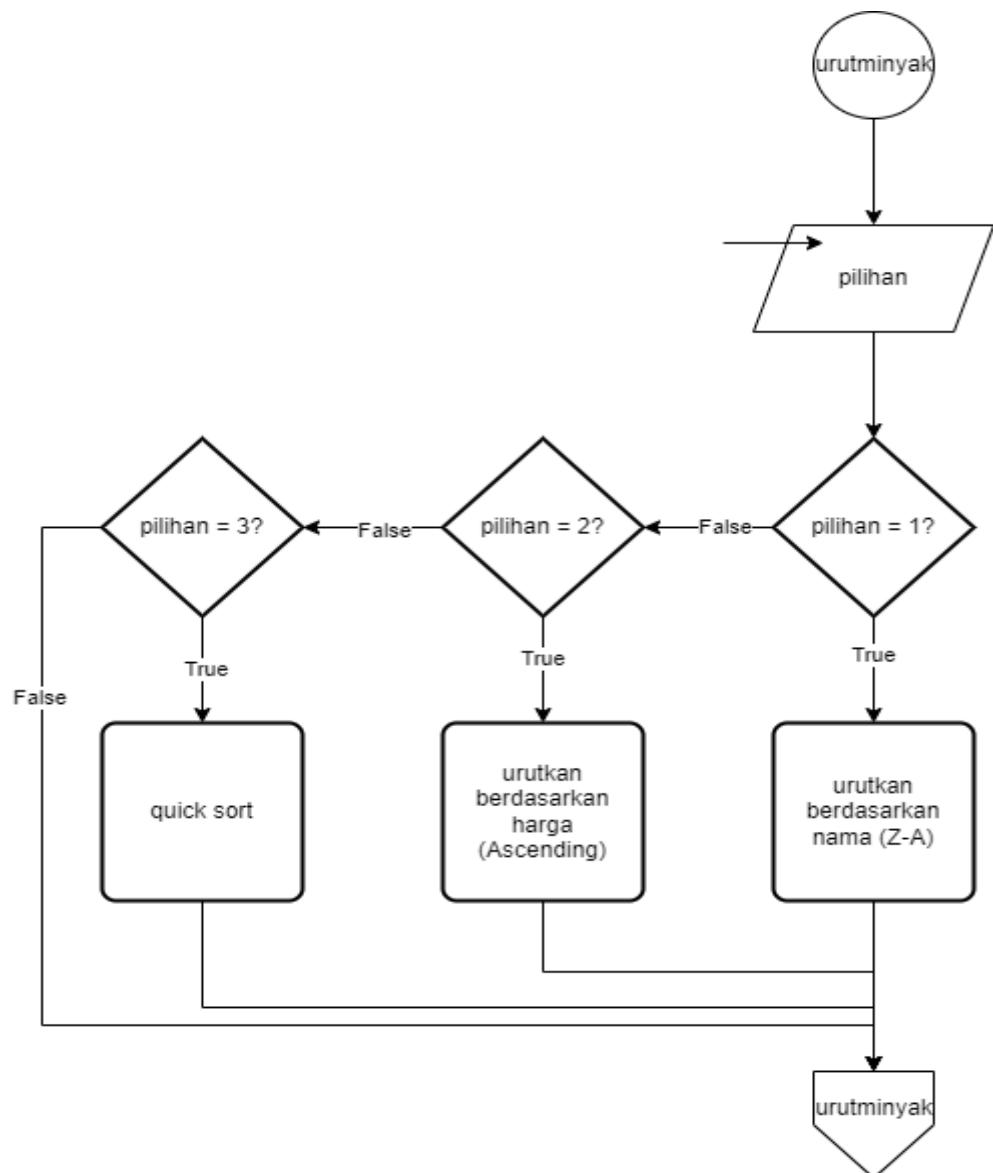 urutminyak
pilihan
pilihan = 3?
False
pilihan = 2?
False
pilihan = 1?
True
True
True
False
quick sort
urutkan
berdasarkan
harga
(Ascending)
urutkan
berdasarkan
nama (Z-A)
urutminyak